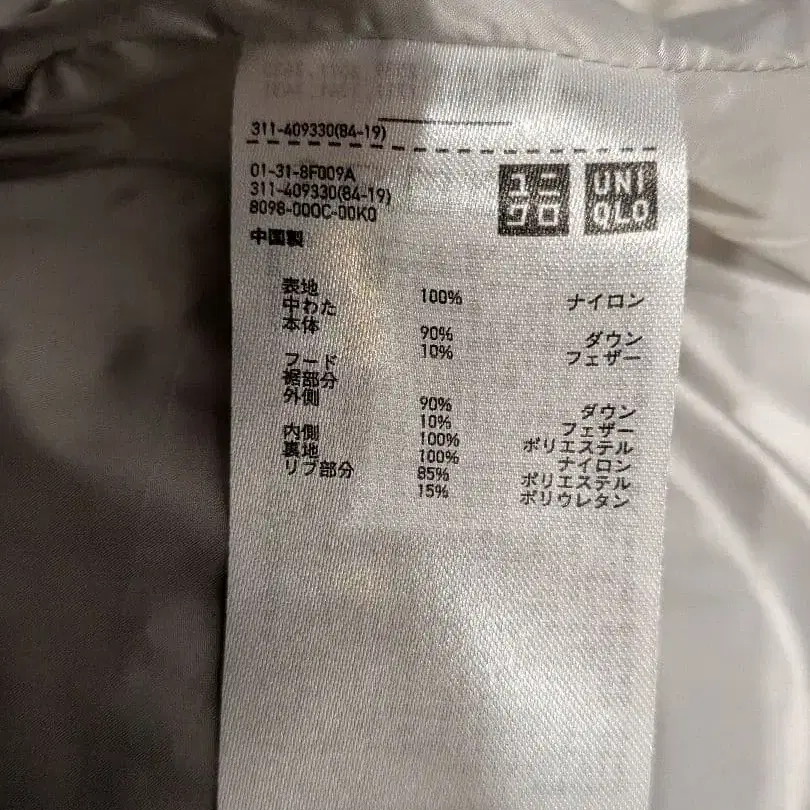 311-409330(84-19)
01-31-8F009A
311-409330(84-19)
8098-000C-00K0
中国製
ユニ
クロ
UNI
QLO
表地 100% ナイロン
中わた
本体 90% ダウン
10% フェザー
フード
裾部分
外側 90% ダウン
10% フェザー
内側 100% ポリエステル
裏地 100% ナイロン
リブ部分 85% ポリエステル
15% ポリウレタン